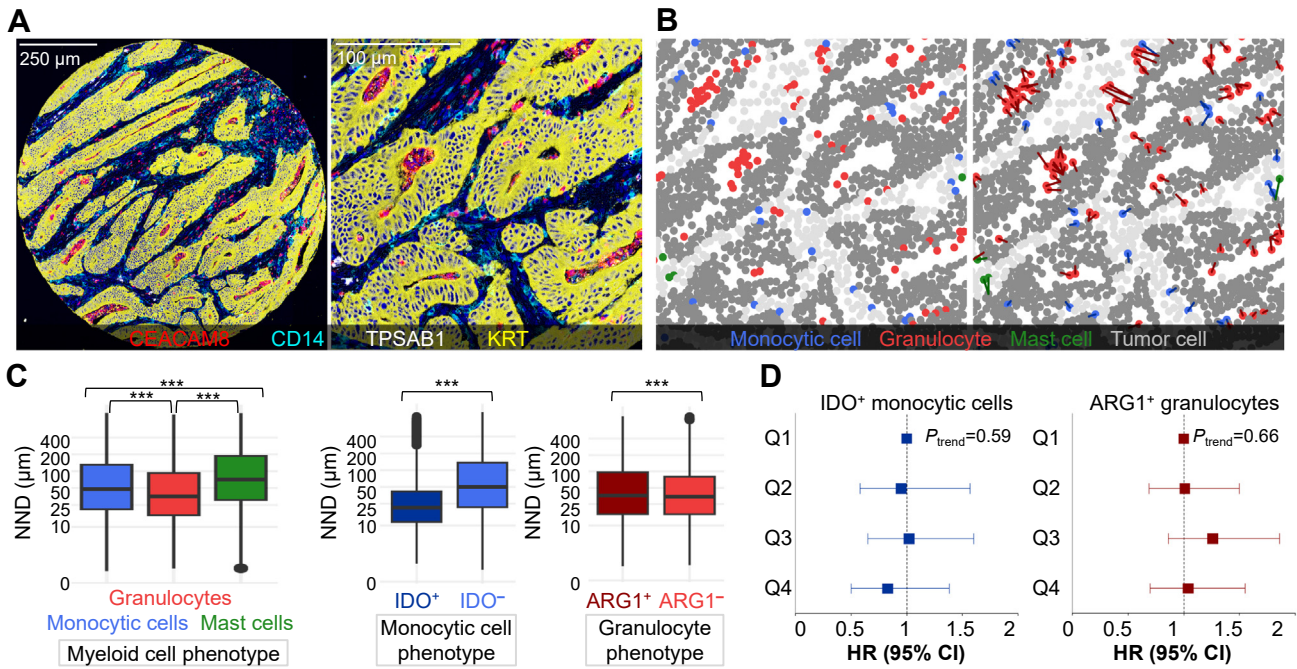 A
250 µm
100 µm
CEACAM8 CD14 TPSAB1 KRT
B
Monocytic cell Granulocyte Mast cell Tumor cell
C
NND (µm)
400
200
100
50
25
10
0
***
***
***
Granulocytes
Monocytic cells Mast cells
Myeloid cell phenotype
NND (µm)
400
200
100
50
25
10
0
***
IDO⁺ IDO⁻
Monocytic cell
phenotype
NND (µm)
400
200
100
50
25
10
0
***
ARG1⁺ ARG1⁻
Granulocyte
phenotype
D
IDO⁺ monocytic cells
Q1
Q2
Q3
Q4
P trend=0.59
0 0.5 1 1.5 2
HR (95% CI)
ARG1⁺ granulocytes
Q1
Q2
Q3
Q4
P trend=0.66
0 0.5 1 1.5 2
HR (95% CI)